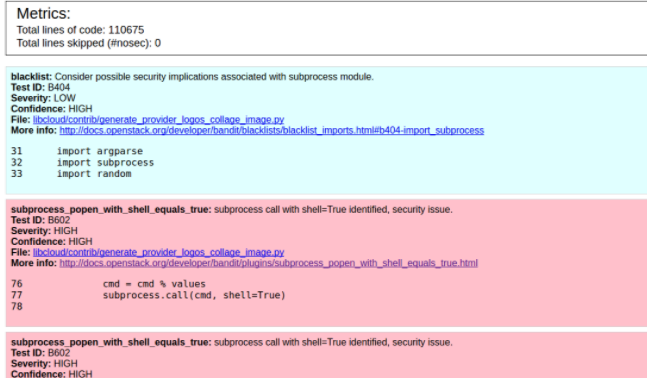 Metrics:
Total lines of code: 110675
Total lines skipped (#nosec): 0
blacklist: Consider possible security implications associated with subprocess module.
Test ID: B404
Severity: LOW
Confidence: HIGH
File: libcloud/contrib/generate_provider_logos_collage_image.py
More info: http://docs.openstack.org/developer/bandit/blacklists/blacklist_imports.html#b404-import_subprocess
31 import argparse
32 import subprocess
33 import random
subprocess_popen_with_shell_equals_true: subprocess call with shell=True identified, security issue.
Test ID: B602
Severity: HIGH
Confidence: HIGH
File: libcloud/contrib/generate_provider_logos_collage_image.py
More info: http://docs.openstack.org/developer/bandit/plugins/subprocess_popen_with_shell_equals_true.html
76 cmd = cmd % values
77 subprocess.call(cmd, shell=True)
78
subprocess_popen_with_shell_equals_true: subprocess call with shell=True identified, security issue.
Test ID: B602
Severity: HIGH
Confidence: HIGH